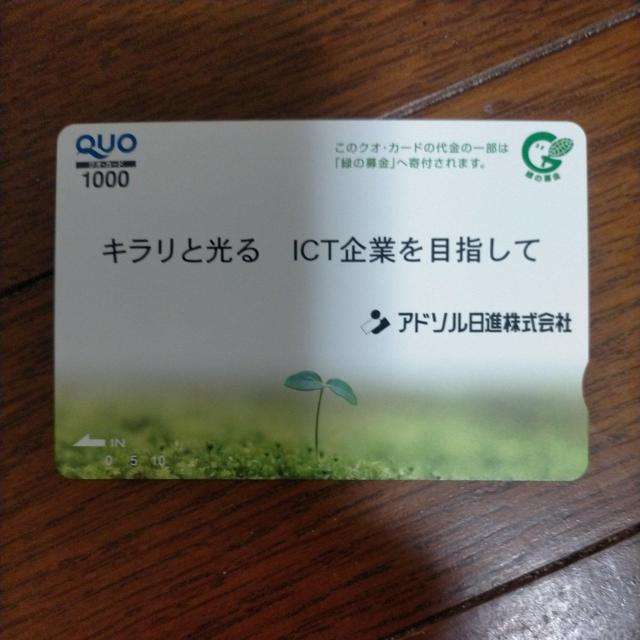 QUO
1000
このクオ・カードの代金の一部は
「緑の募金」へ寄付されます。
緑の募金
キラリと光る ICT企業を目指して
アドソル日進株式会社
IN
0 5 10